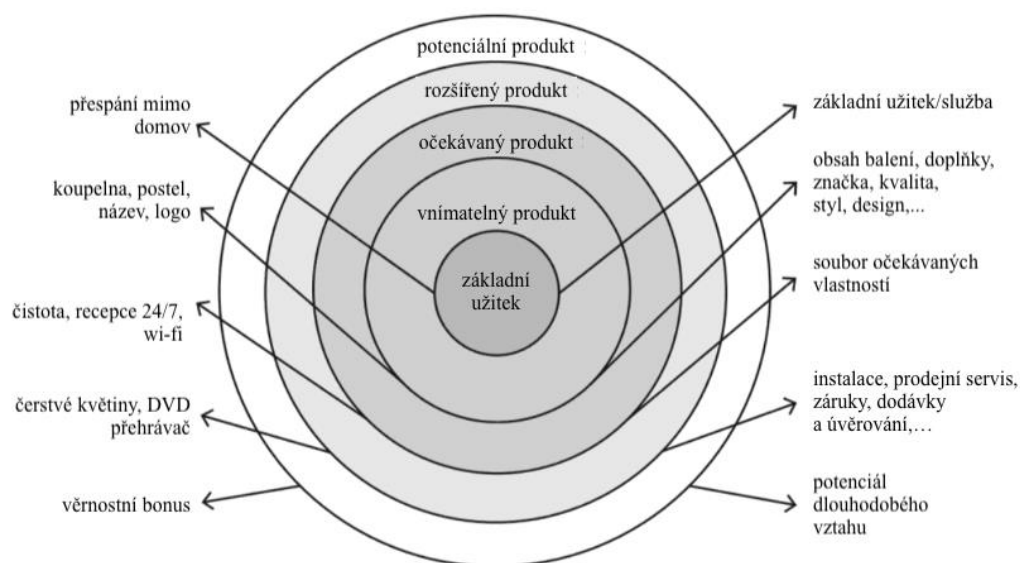 potenciální produkt
rozšířený produkt
očekávaný produkt
vnímatelný produkt
základní
užitek
přespání mimo
domov
koupelna, postel,
název, logo
čistota, recepce 24/7,
wi-fi
čerstvé květiny, DVD
přehrávač
věrnostní bonus
základní užitek/služba
obsah balení, doplňky,
značka, kvalita,
styl, design,...
soubor očekávaných
vlastností
instalace, prodejní servis,
záruky, dodávky
a úvěrování,…
potenciál
dlouhodobého
vztahu